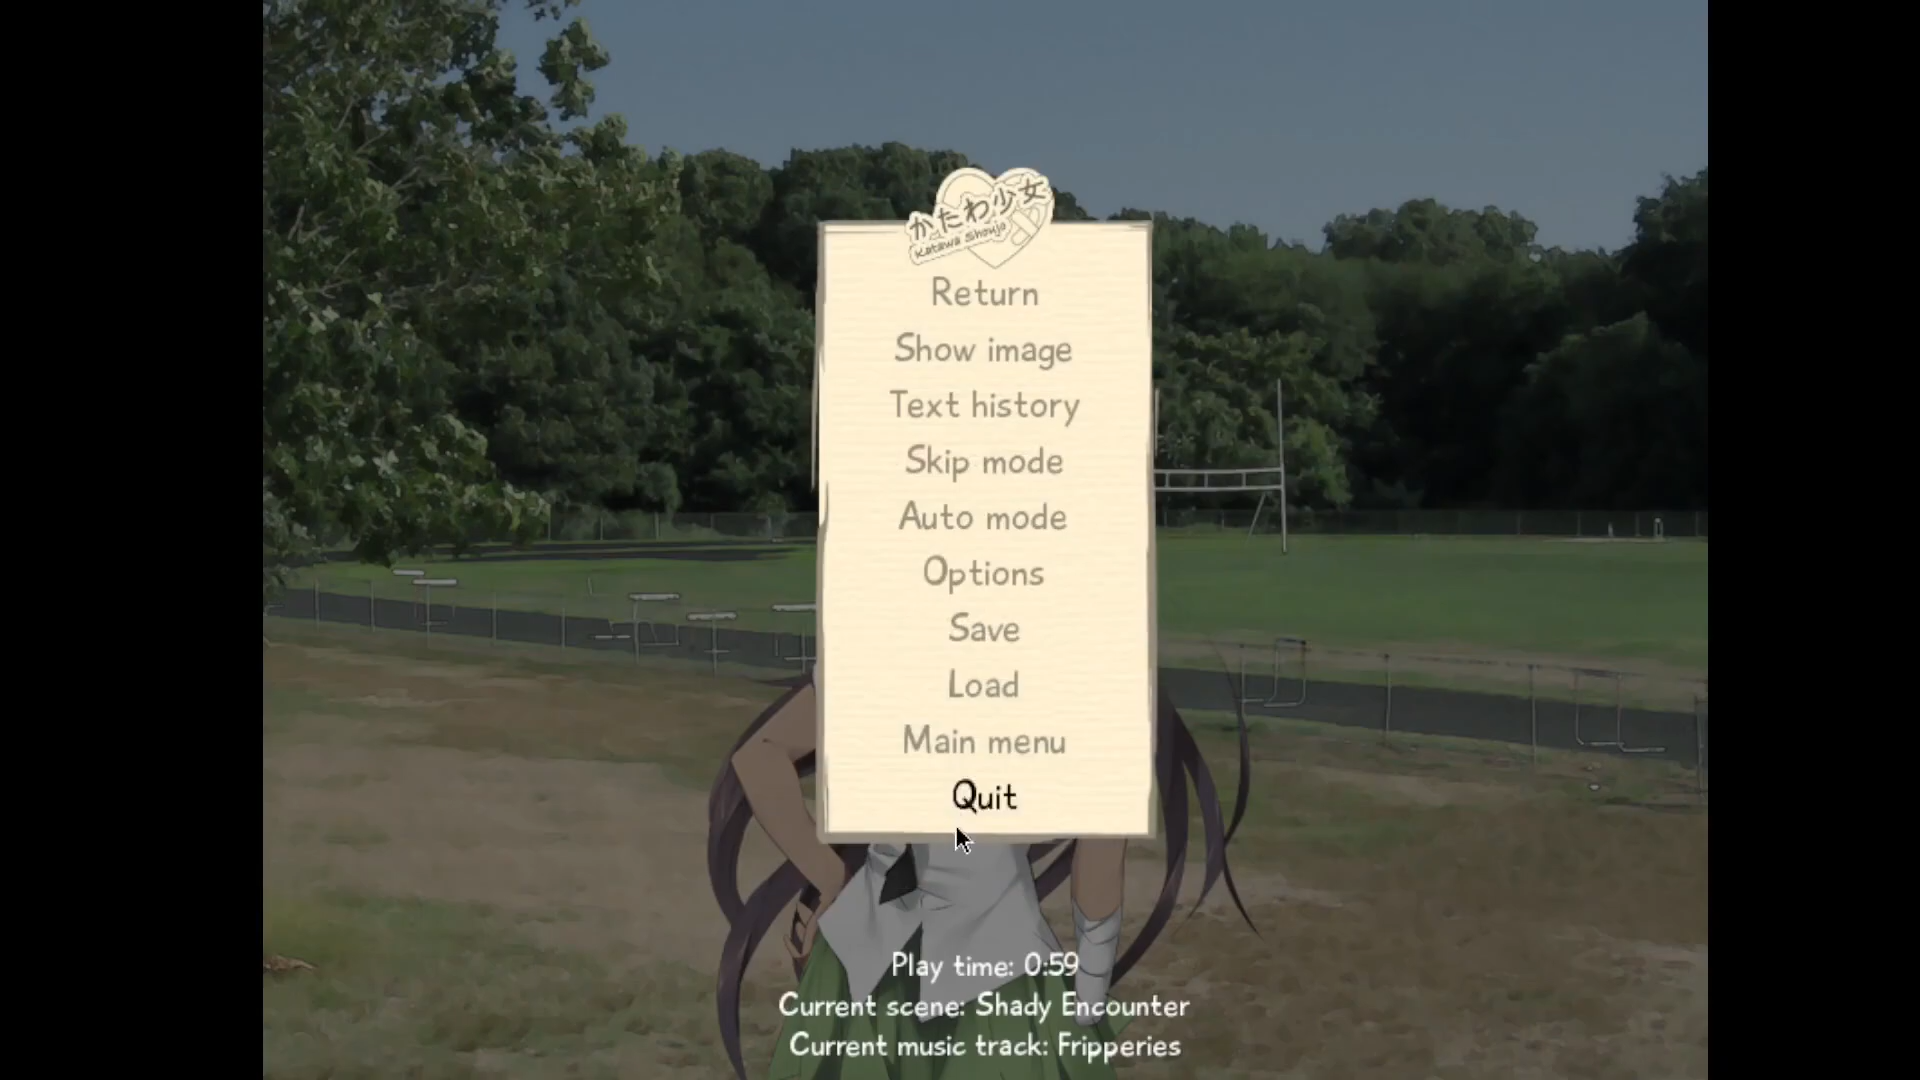 かたわ少女
Katawa Shoujo
Return
Show image
Text history
Skip mode
Auto mode
Options
Save
Load
Main menu
Quit
Play time: 0:59
Current scene: Shady Encounter
Current music track: Fripperies